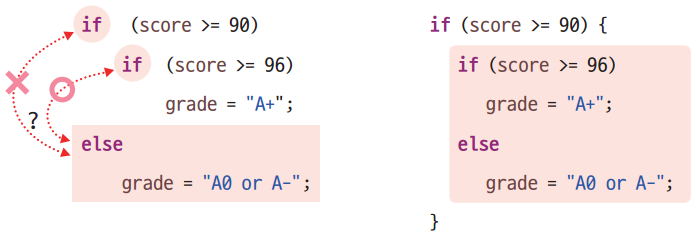 if (score >= 90)
if (score >= 96)
grade = "A+";
?
else
grade = "A0 or A-";
if (score >= 90) {
if (score >= 96)
grade = "A+";
else
grade = "A0 or A-";
}